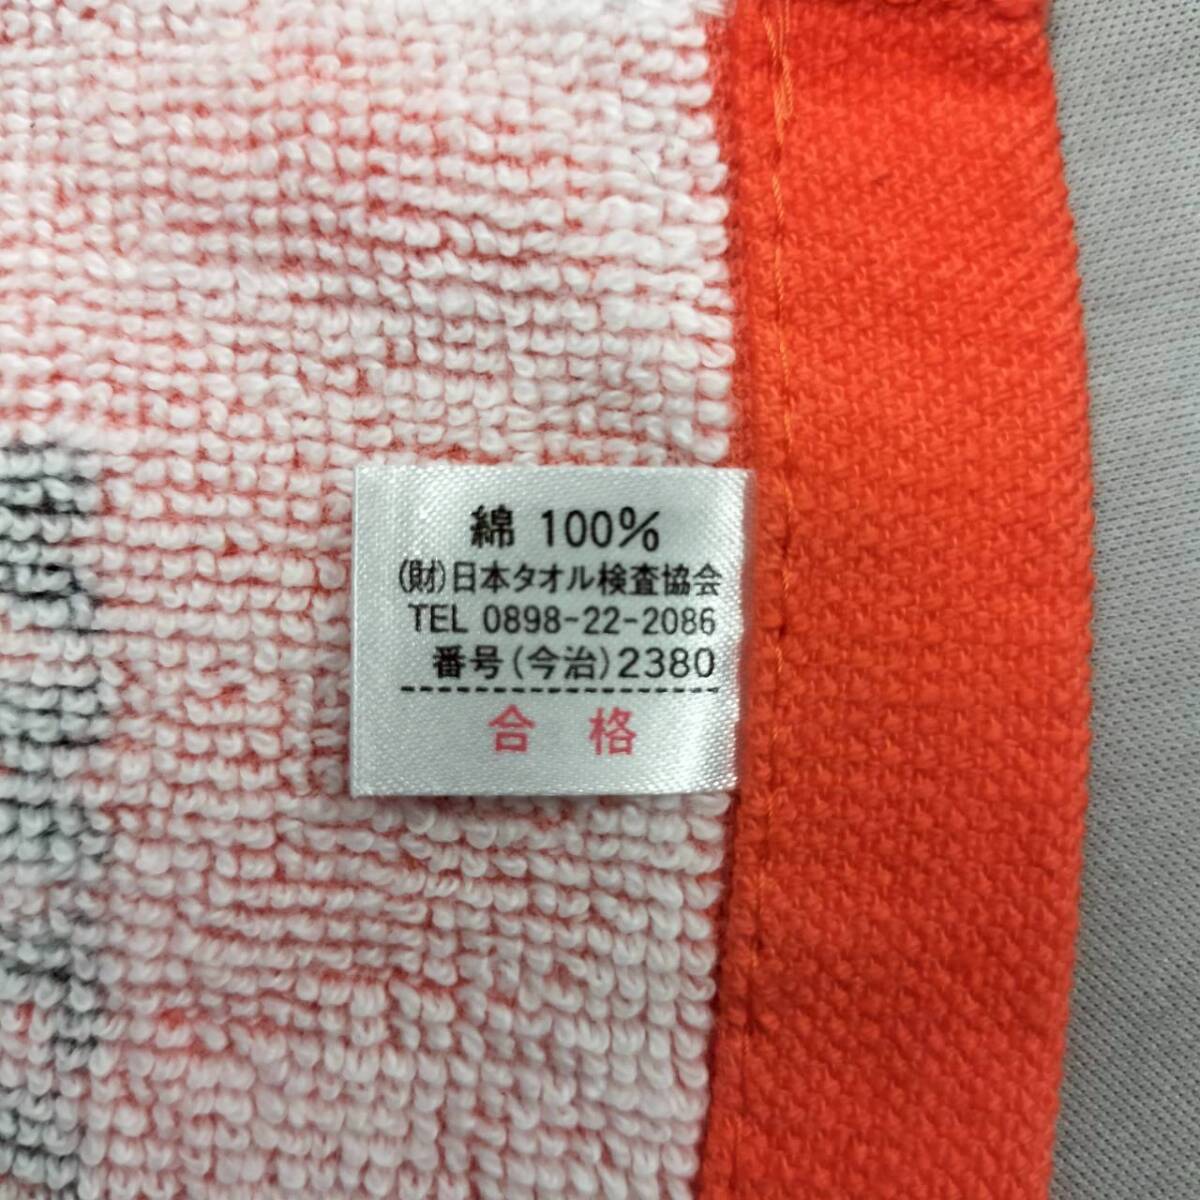 綿 100%
(財)日本タオル検査協会
TEL 0898-22-2086
番号(今治)2380
合 格